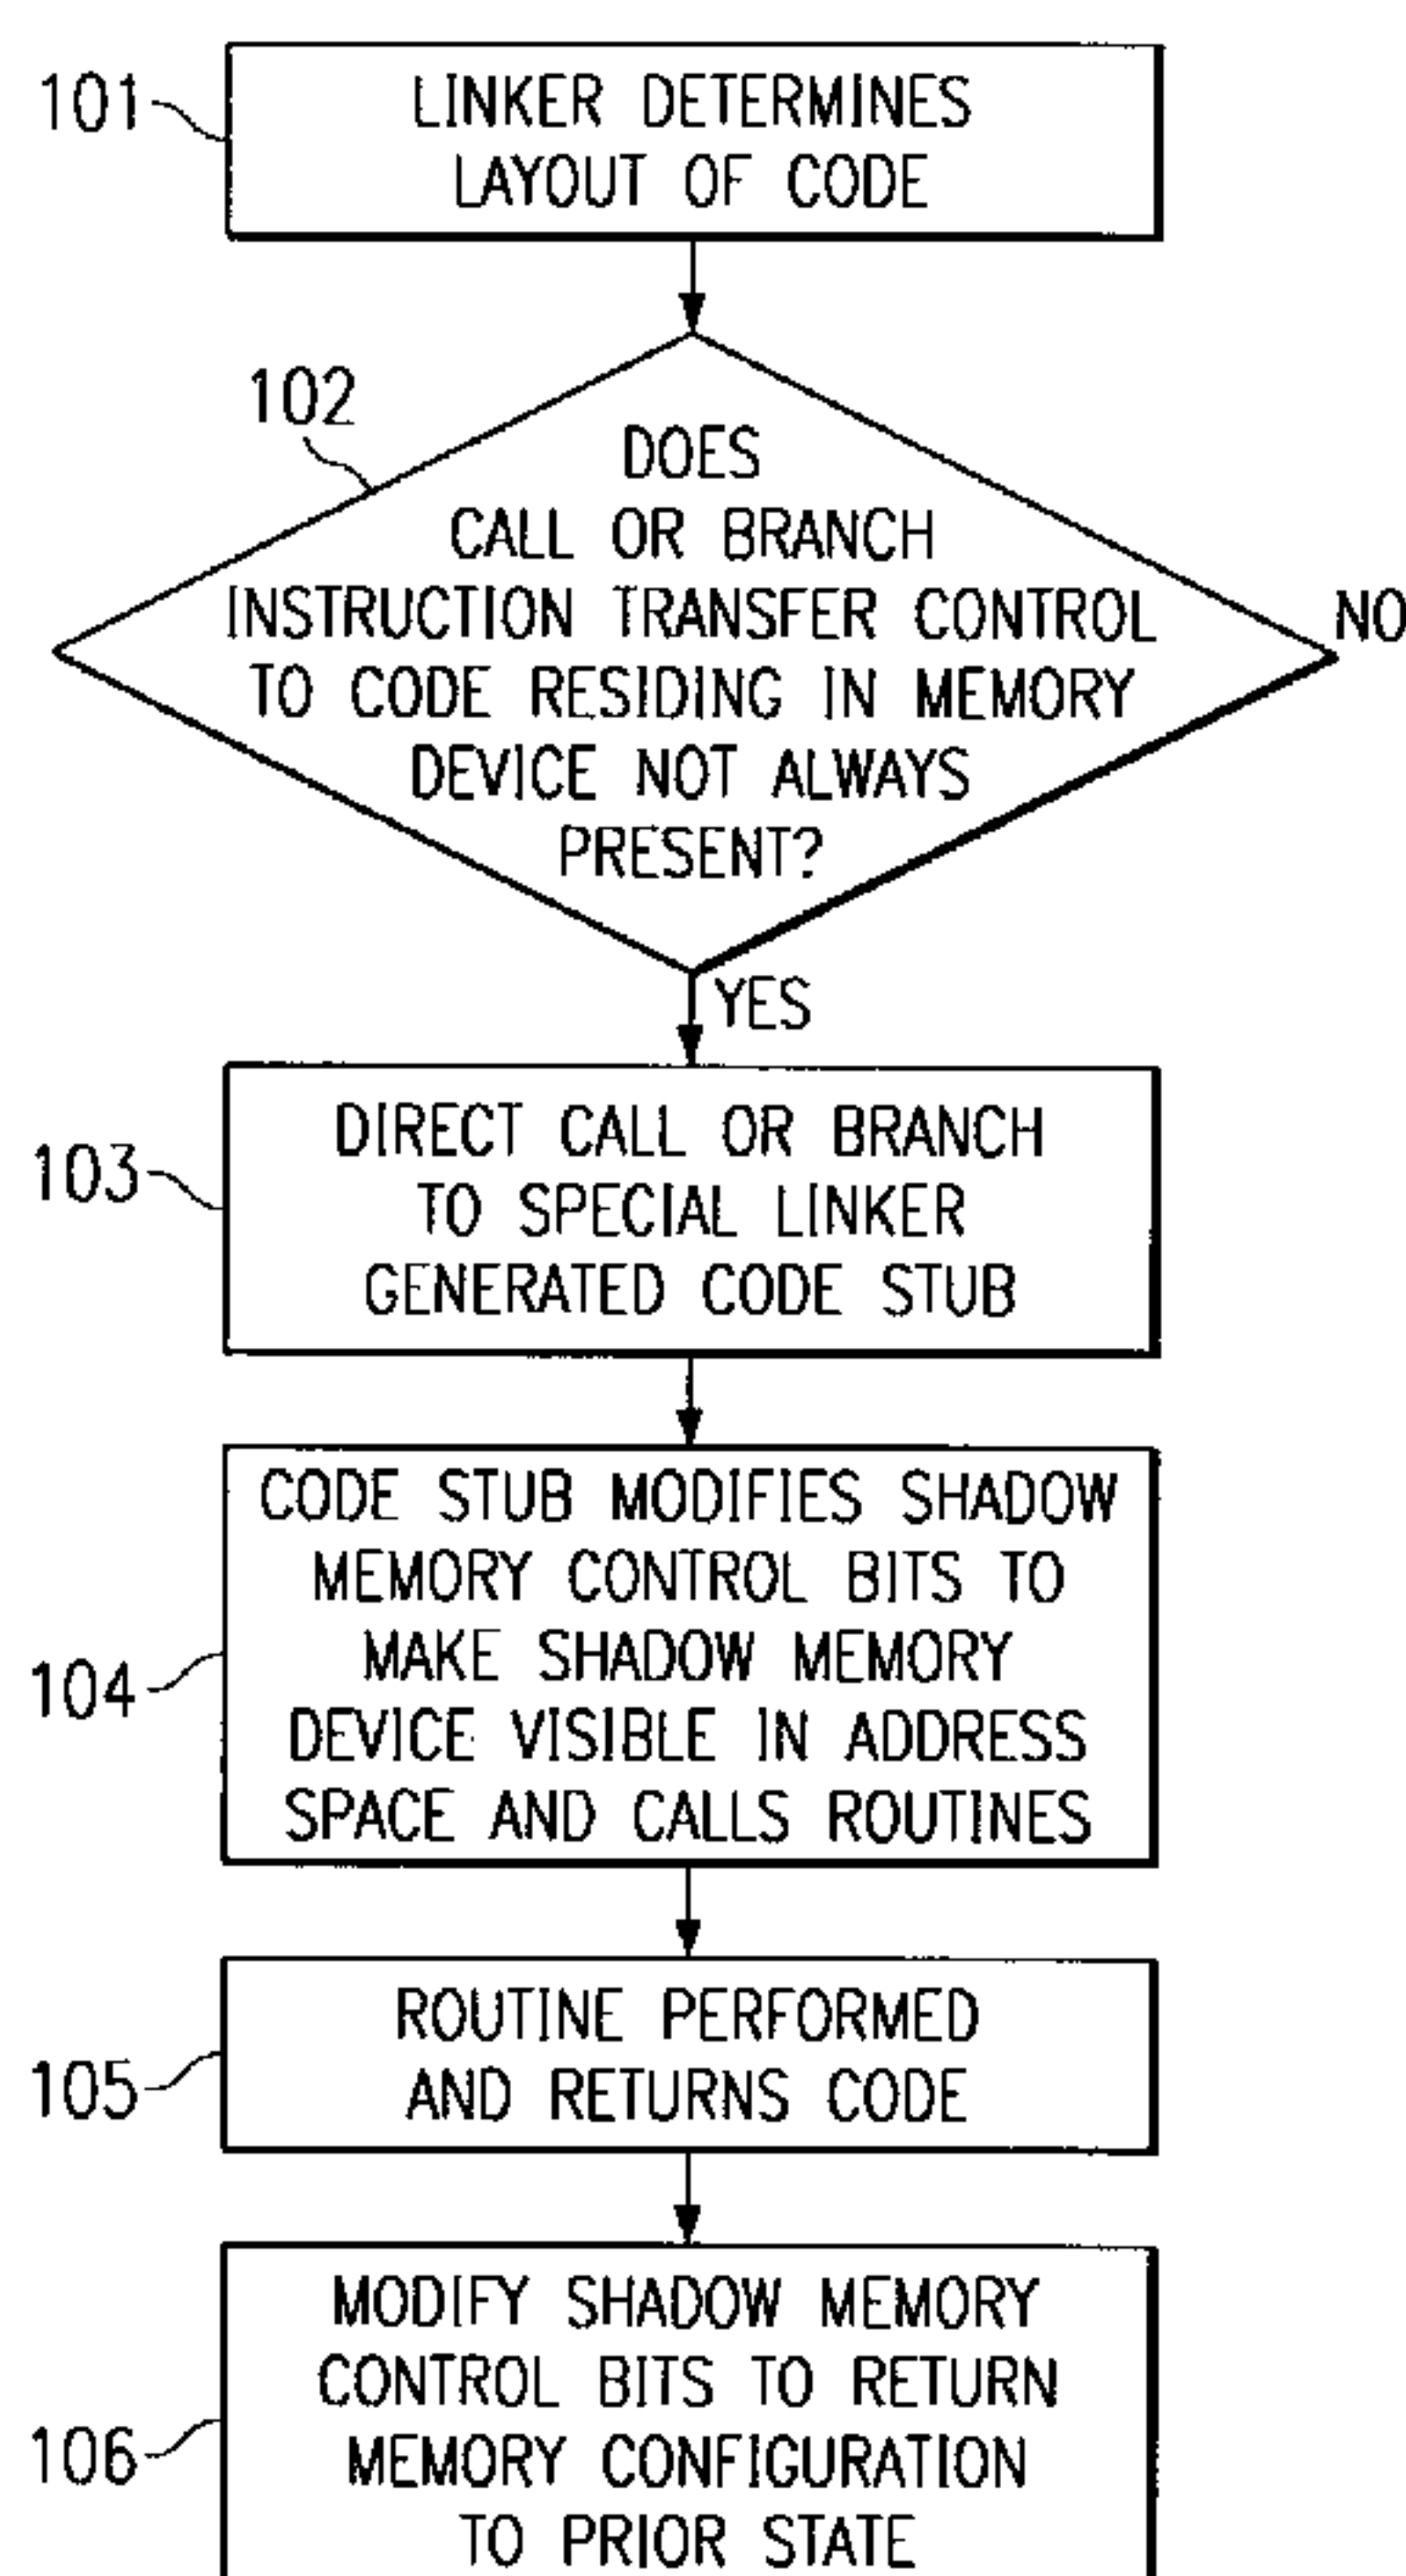 101
LINKER DETERMINES
LAYOUT OF CODE
102
DOES
CALL OR BRANCH
INSTRUCTION TRANSFER CONTROL
TO CODE RESIDING IN MEMORY
DEVICE NOT ALWAYS
PRESENT?
NO
YES
103
DIRECT CALL OR BRANCH
TO SPECIAL LINKER
GENERATED CODE STUB
104
CODE STUB MODIFIES SHADOW
MEMORY CONTROL BITS TO
MAKE SHADOW MEMORY
DEVICE VISIBLE IN ADDRESS
SPACE AND CALLS ROUTINES
105
ROUTINE PERFORMED
AND RETURNS CODE
106
MODIFY SHADOW MEMORY
CONTROL BITS TO RETURN
MEMORY CONFIGURATION
TO PRIOR STATE